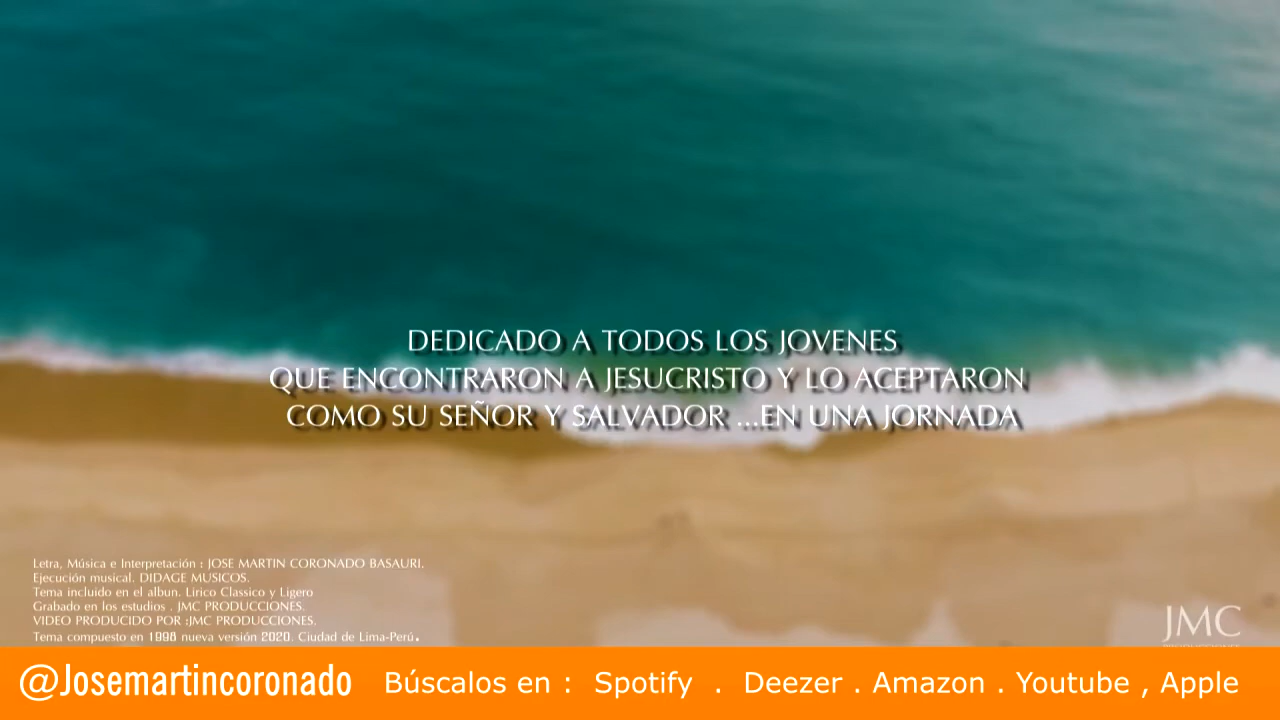 DEDICADO A TODOS LOS JOVENES
QUE ENCONTRARON A JESUCRISTO Y LO ACEPTARON
COMO SU SEÑOR Y SALVADOR ...EN UNA JORNADA
Letra, Música e Interpretación : JOSE MARTIN CORONADO BASAURI.
Ejecución musical. DIDAGE MUSICOS.
Tema incluido en el albun. Lirico Classico y Ligero
Grabado en los estudios . JMC PRODUCCIONES.
VIDEO PRODUCIDO POR :JMC PRODUCCIONES.
Tema compuesto en 1998 nueva versión 2020. Ciudad de Lima-Perú.
JMC
@Josemartincoronado Búscalos en : Spotify . Deezer . Amazon . Youtube , Apple